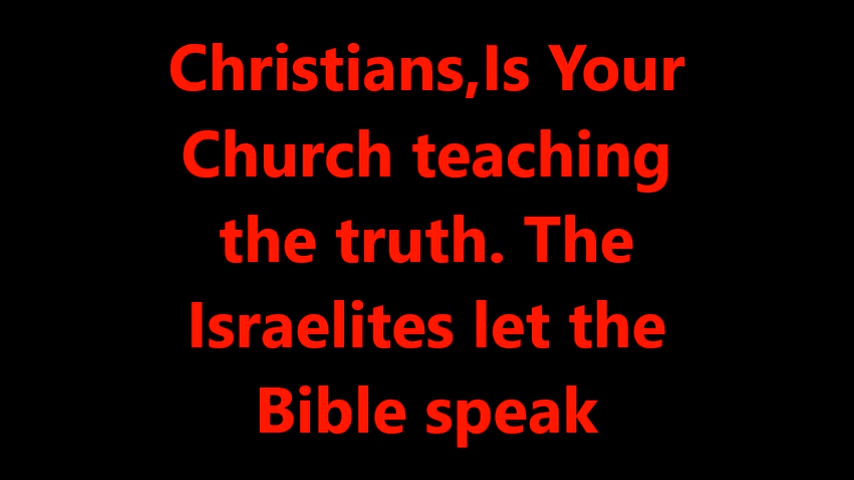 Christians,Is Your
Church teaching
the truth. The
Israelites let the
Bible speak